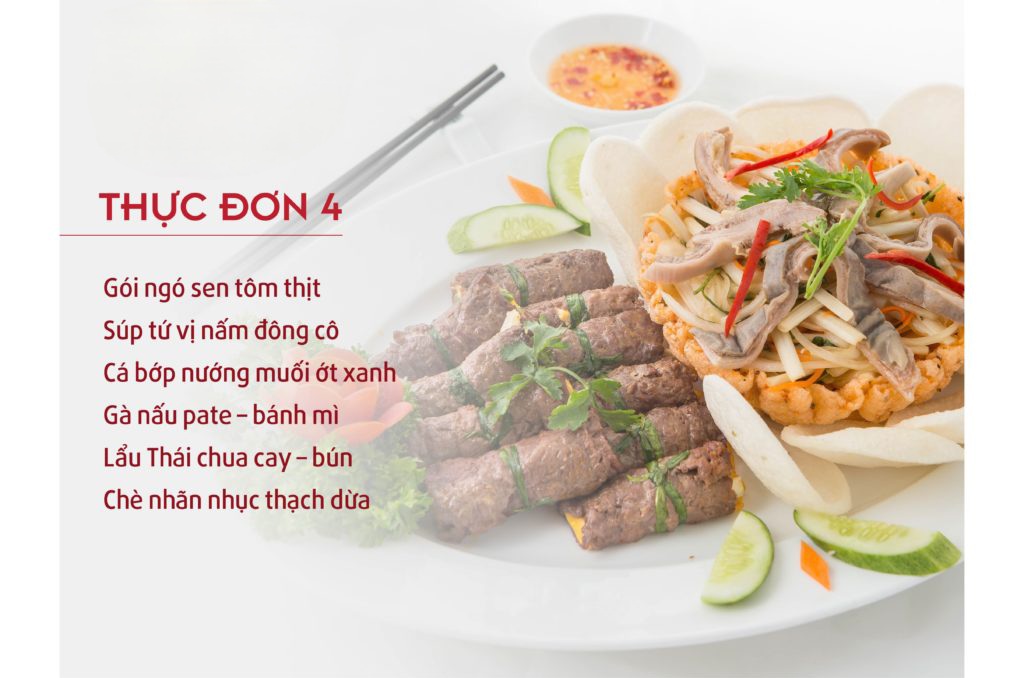 THỰC ĐƠN 4
Gói ngó sen tôm thịt
Súp tứ vị nấm đông cô
Cá bớp nướng muối ớt xanh
Gà nấu pate – bánh mì
Lẩu Thái chua cay – bún
Chè nhãn nhục thạch dừa